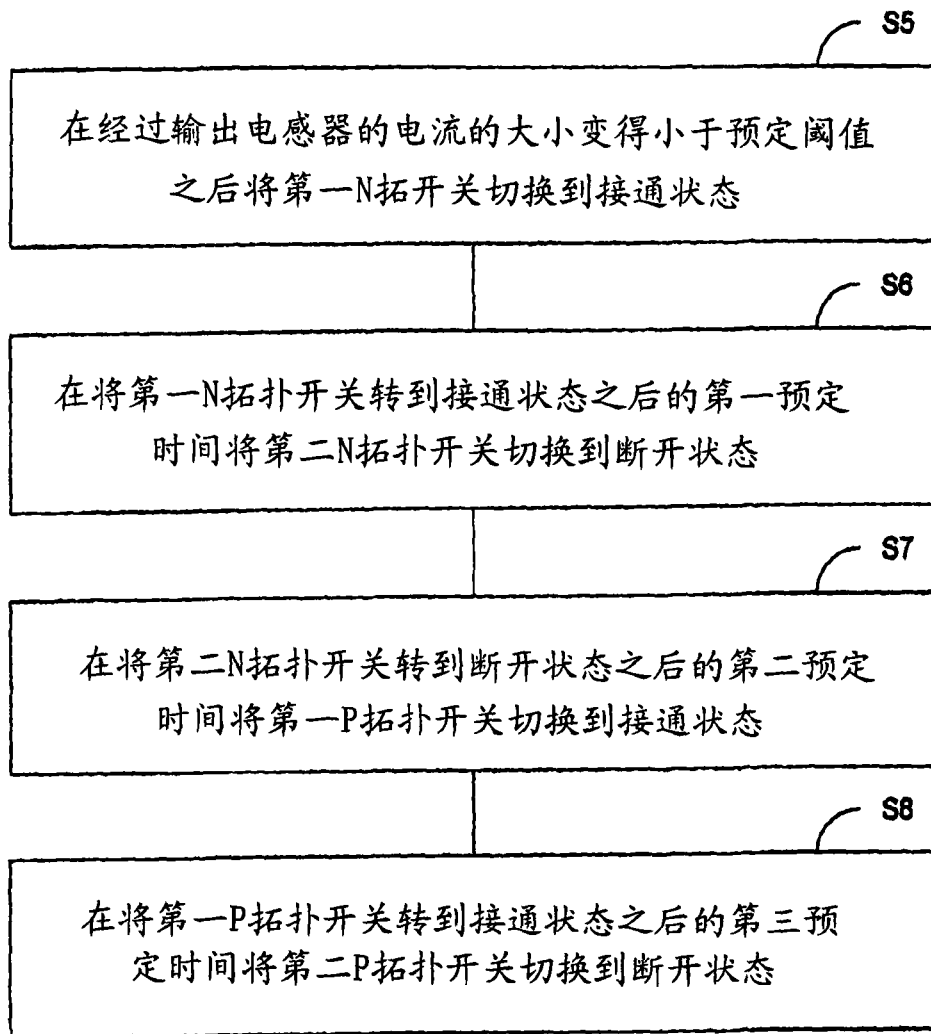 S5
在经过输出电感器的电流的大小变得小于预定阈值
之后将第一N拓开关切换到接通状态
S6
在将第一N拓扑开关转到接通状态之后的第一预定
时间将第二N拓扑开关切换到断开状态
S7
在将第二N拓扑开关转到断开状态之后的第二预定
时间将第一P拓扑开关切换到接通状态
S8
在将第一P拓扑开关转到接通状态之后的第三预
定时间将第二P拓扑开关切换到断开状态